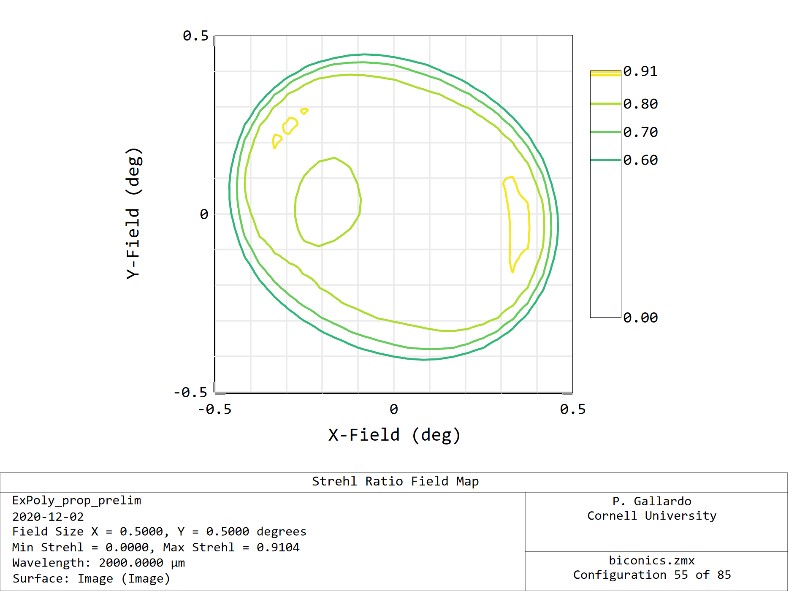 0.5
0
-0.5
-0.5
0
0.5
Y-Field (deg)
X-Field (deg)
0.91
0.80
0.70
0.60
0.00
Strehl Ratio Field Map
ExPoly_prop_prelim
2020-12-02
Field Size X = 0.5000, Y = 0.5000 degrees
Min Strehl = 0.0000, Max Strehl = 0.9104
Wavelength: 2000.0000 µm
Surface: Image (Image)
P. Gallardo
Cornell University
biconics.zmx
Configuration 55 of 85